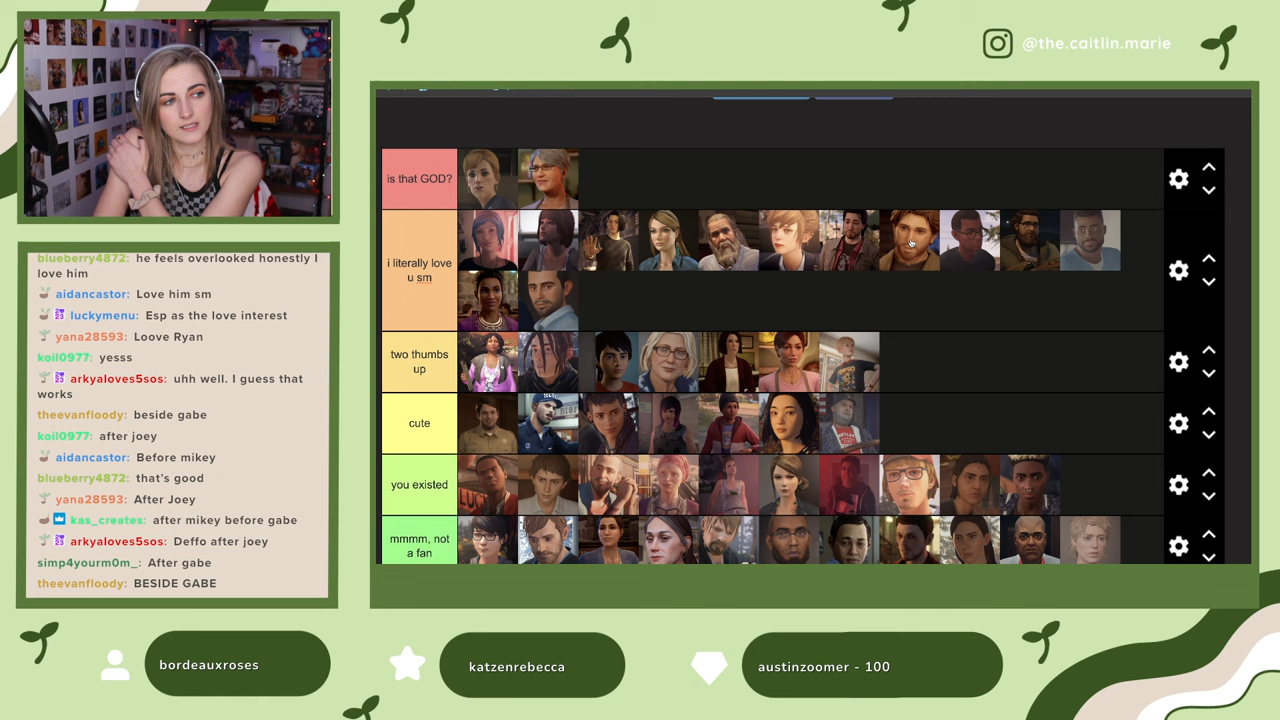 @the.caitlin.marie
blueberry4872: he feels overlooked honestly I
love him
aidancastor: Love him sm
luckymenu: Esp as the love interest
yana28593: Loove Ryan
koil0977: yesss
arkyaloves5sos: uhh well. I guess that
works
theevanfloody: beside gabe
koil0977: after joey
aidancastor: Before mikey
blueberry4872: that's good
yana28593: After Joey
kas_creates: after mikey before gabe
arkyaloves5sos: Deffo after joey
simp4yourm0m_: After gabe
theevanfloody: BESIDE GABE
is that GOD?
i literally love
u sm
two thumbs
up
cute
you existed
mmmm, not
a fan
bordeauxroses
katzenrebecca
austinzoomer - 100